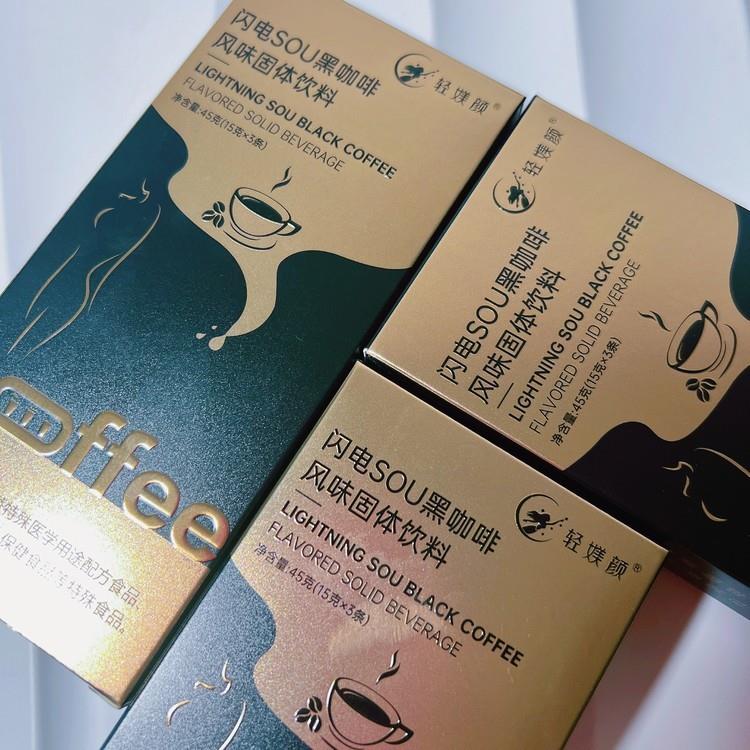 闪电SOU黑咖啡
风味固体饮料
LIGHTNING SOU BLACK COFFEE
FLAVORED SOLID BEVERAGE
净含量:45克(15克×3条)
轻媄颜®
offee
特殊医学用途配方食品、
保健食品等特殊食品。
轻媄颜®
闪电SOU黑咖啡
风味固体饮料
LIGHTNING SOU BLACK COFFEE
FLAVORED SOLID BEVERAGE
净含量:45克(15克×3条)
闪电SOU黑咖啡
风味固体饮料
LIGHTNING SOU BLACK COFFEE
FLAVORED SOLID BEVERAGE
净含量:45克(15克×3条)
轻媄颜®